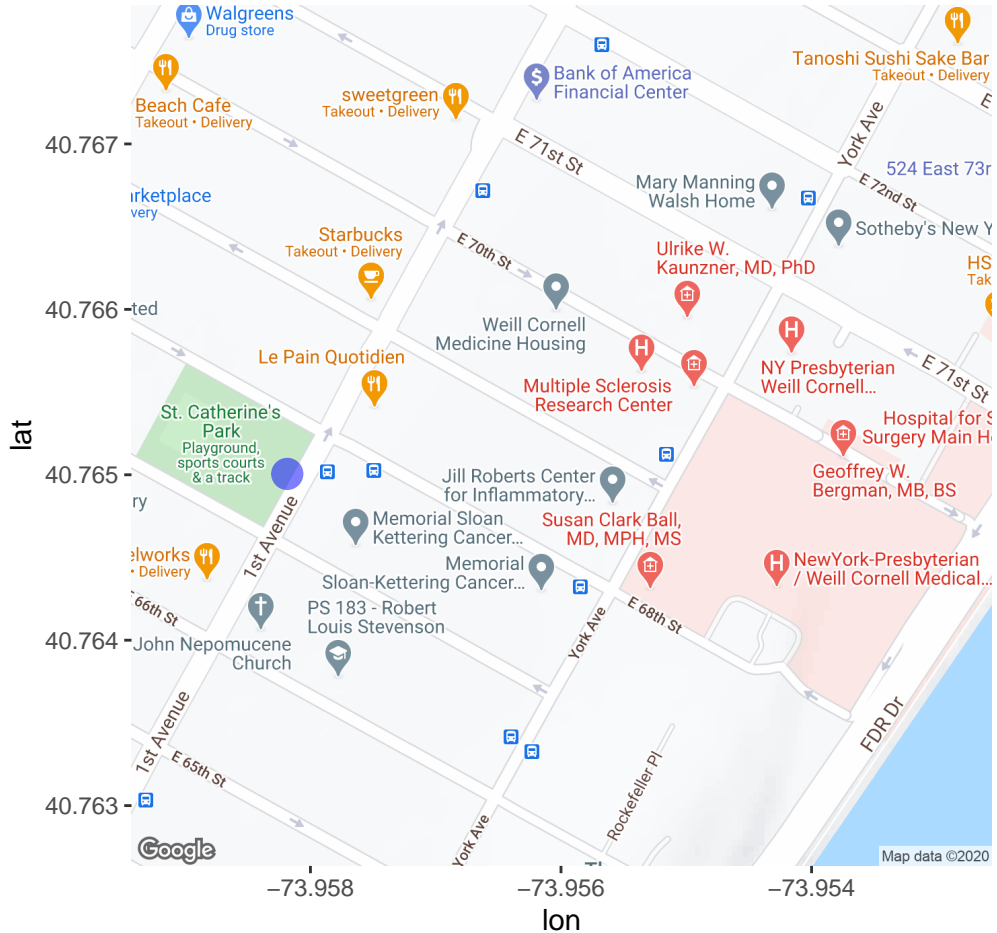 Walgreens
Drug store
Tanoshi Sushi Sake Bar
Takeout • Delivery
Bank of America
Financial Center
sweetgreen
Takeout • Delivery
Beach Cafe
Takeout • Delivery
E
York Ave
E 71st St
40.767
524 East 73r
Mary Manning
Walsh Home
E 72nd St
rketplace
very
Sotheby's New Y
Starbucks
Takeout • Delivery
E 70th St
Ulrike W.
Kaunzner, MD, PhD
HS
Tak
40.766
ted
Weill Cornell
Medicine Housing
Le Pain Quotidien
NY Presbyterian
Weill Cornell...
E 71st St
Multiple Sclerosis
Research Center
St. Catherine's
Park
Playground,
sports courts
& a track
Hospital for S
Surgery Main H
lat
40.765
Geoffrey W.
Bergman, MB, BS
Jill Roberts Center
for Inflammatory...
ry
1st Avenue
Memorial Sloan
Kettering Cancer...
Susan Clark Ball,
MD, MPH, MS
elworks
• Delivery
Memorial
Sloan-Kettering Cancer...
NewYork-Presbyterian
/ Weill Cornell Medical...
E 66th St
PS 183 - Robert
Louis Stevenson
E 68th St
York Ave
40.764
John Nepomucene
Church
1st Avenue
FDR Dr
E 65th St
Rockefeller Pl
40.763
York Ave
Google
Map data ©2020
−73.958
−73.956
−73.954
lon